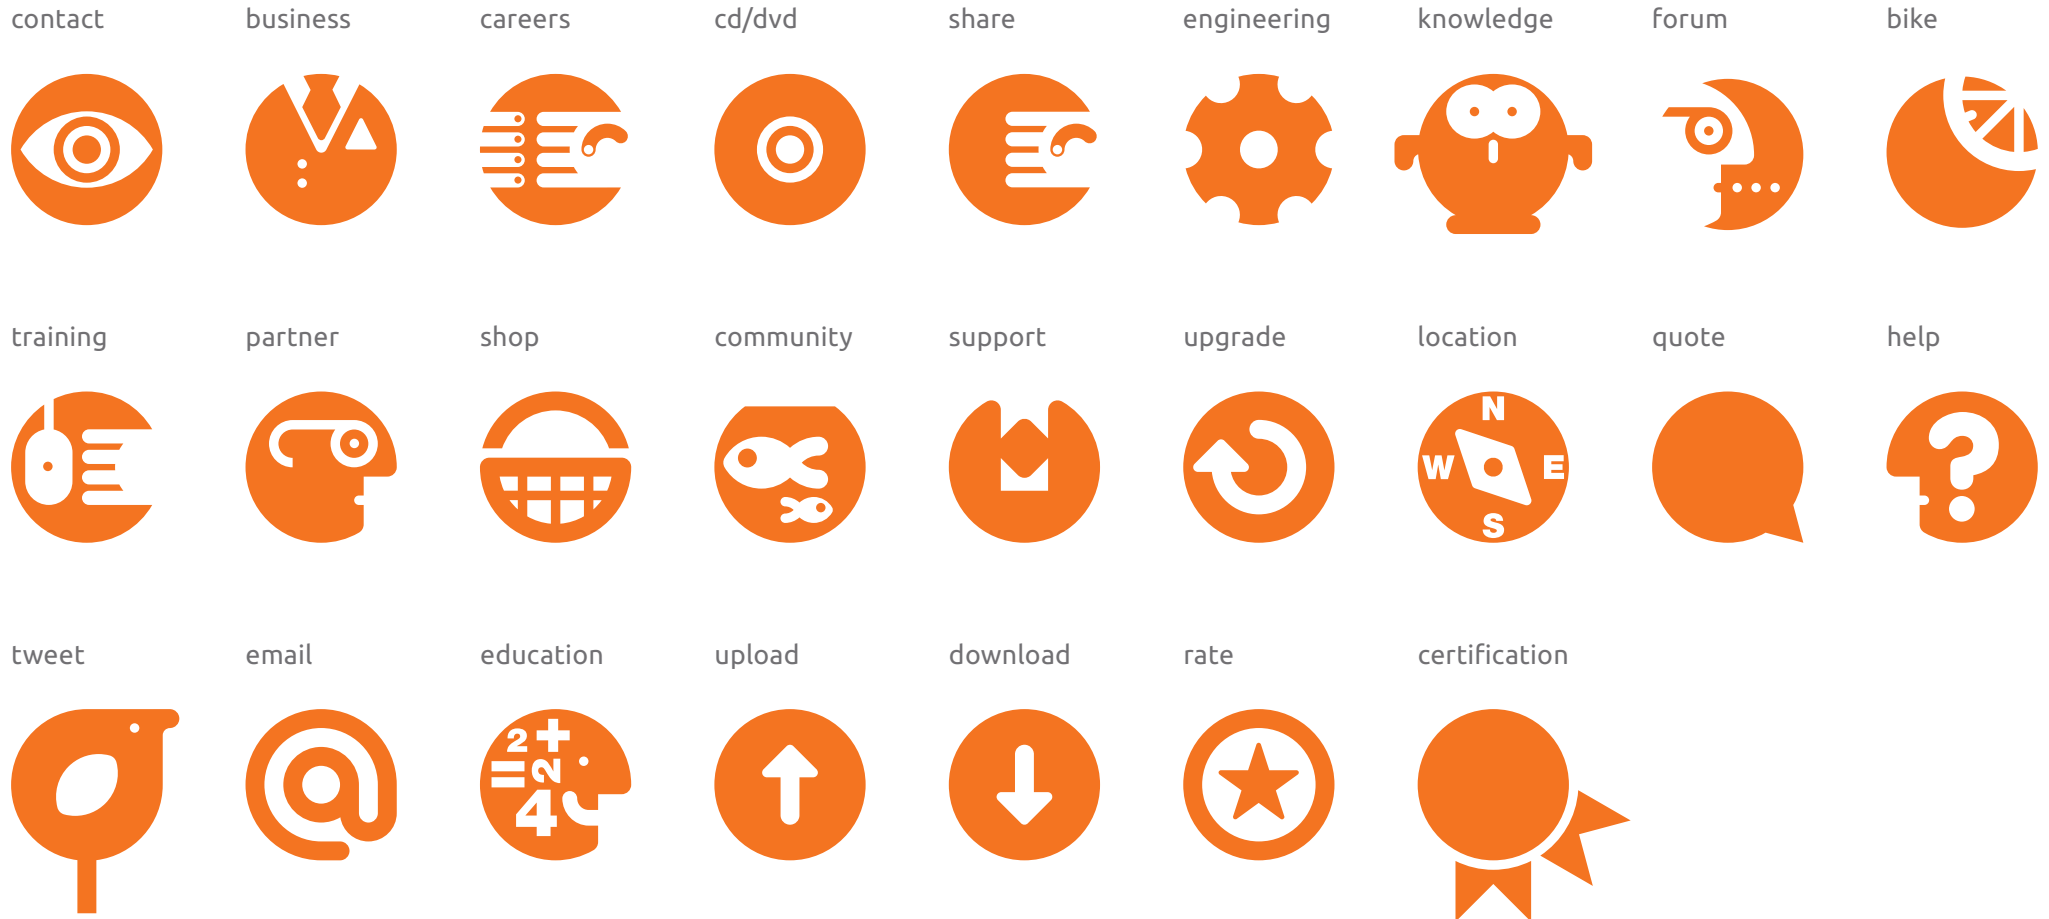 contact business careers cd/dvd share engineering knowledge forum bike
N
W E
S
training partner shop community support upgrade location quote help
tweet email education upload download rate certification
2 +
= 2
4